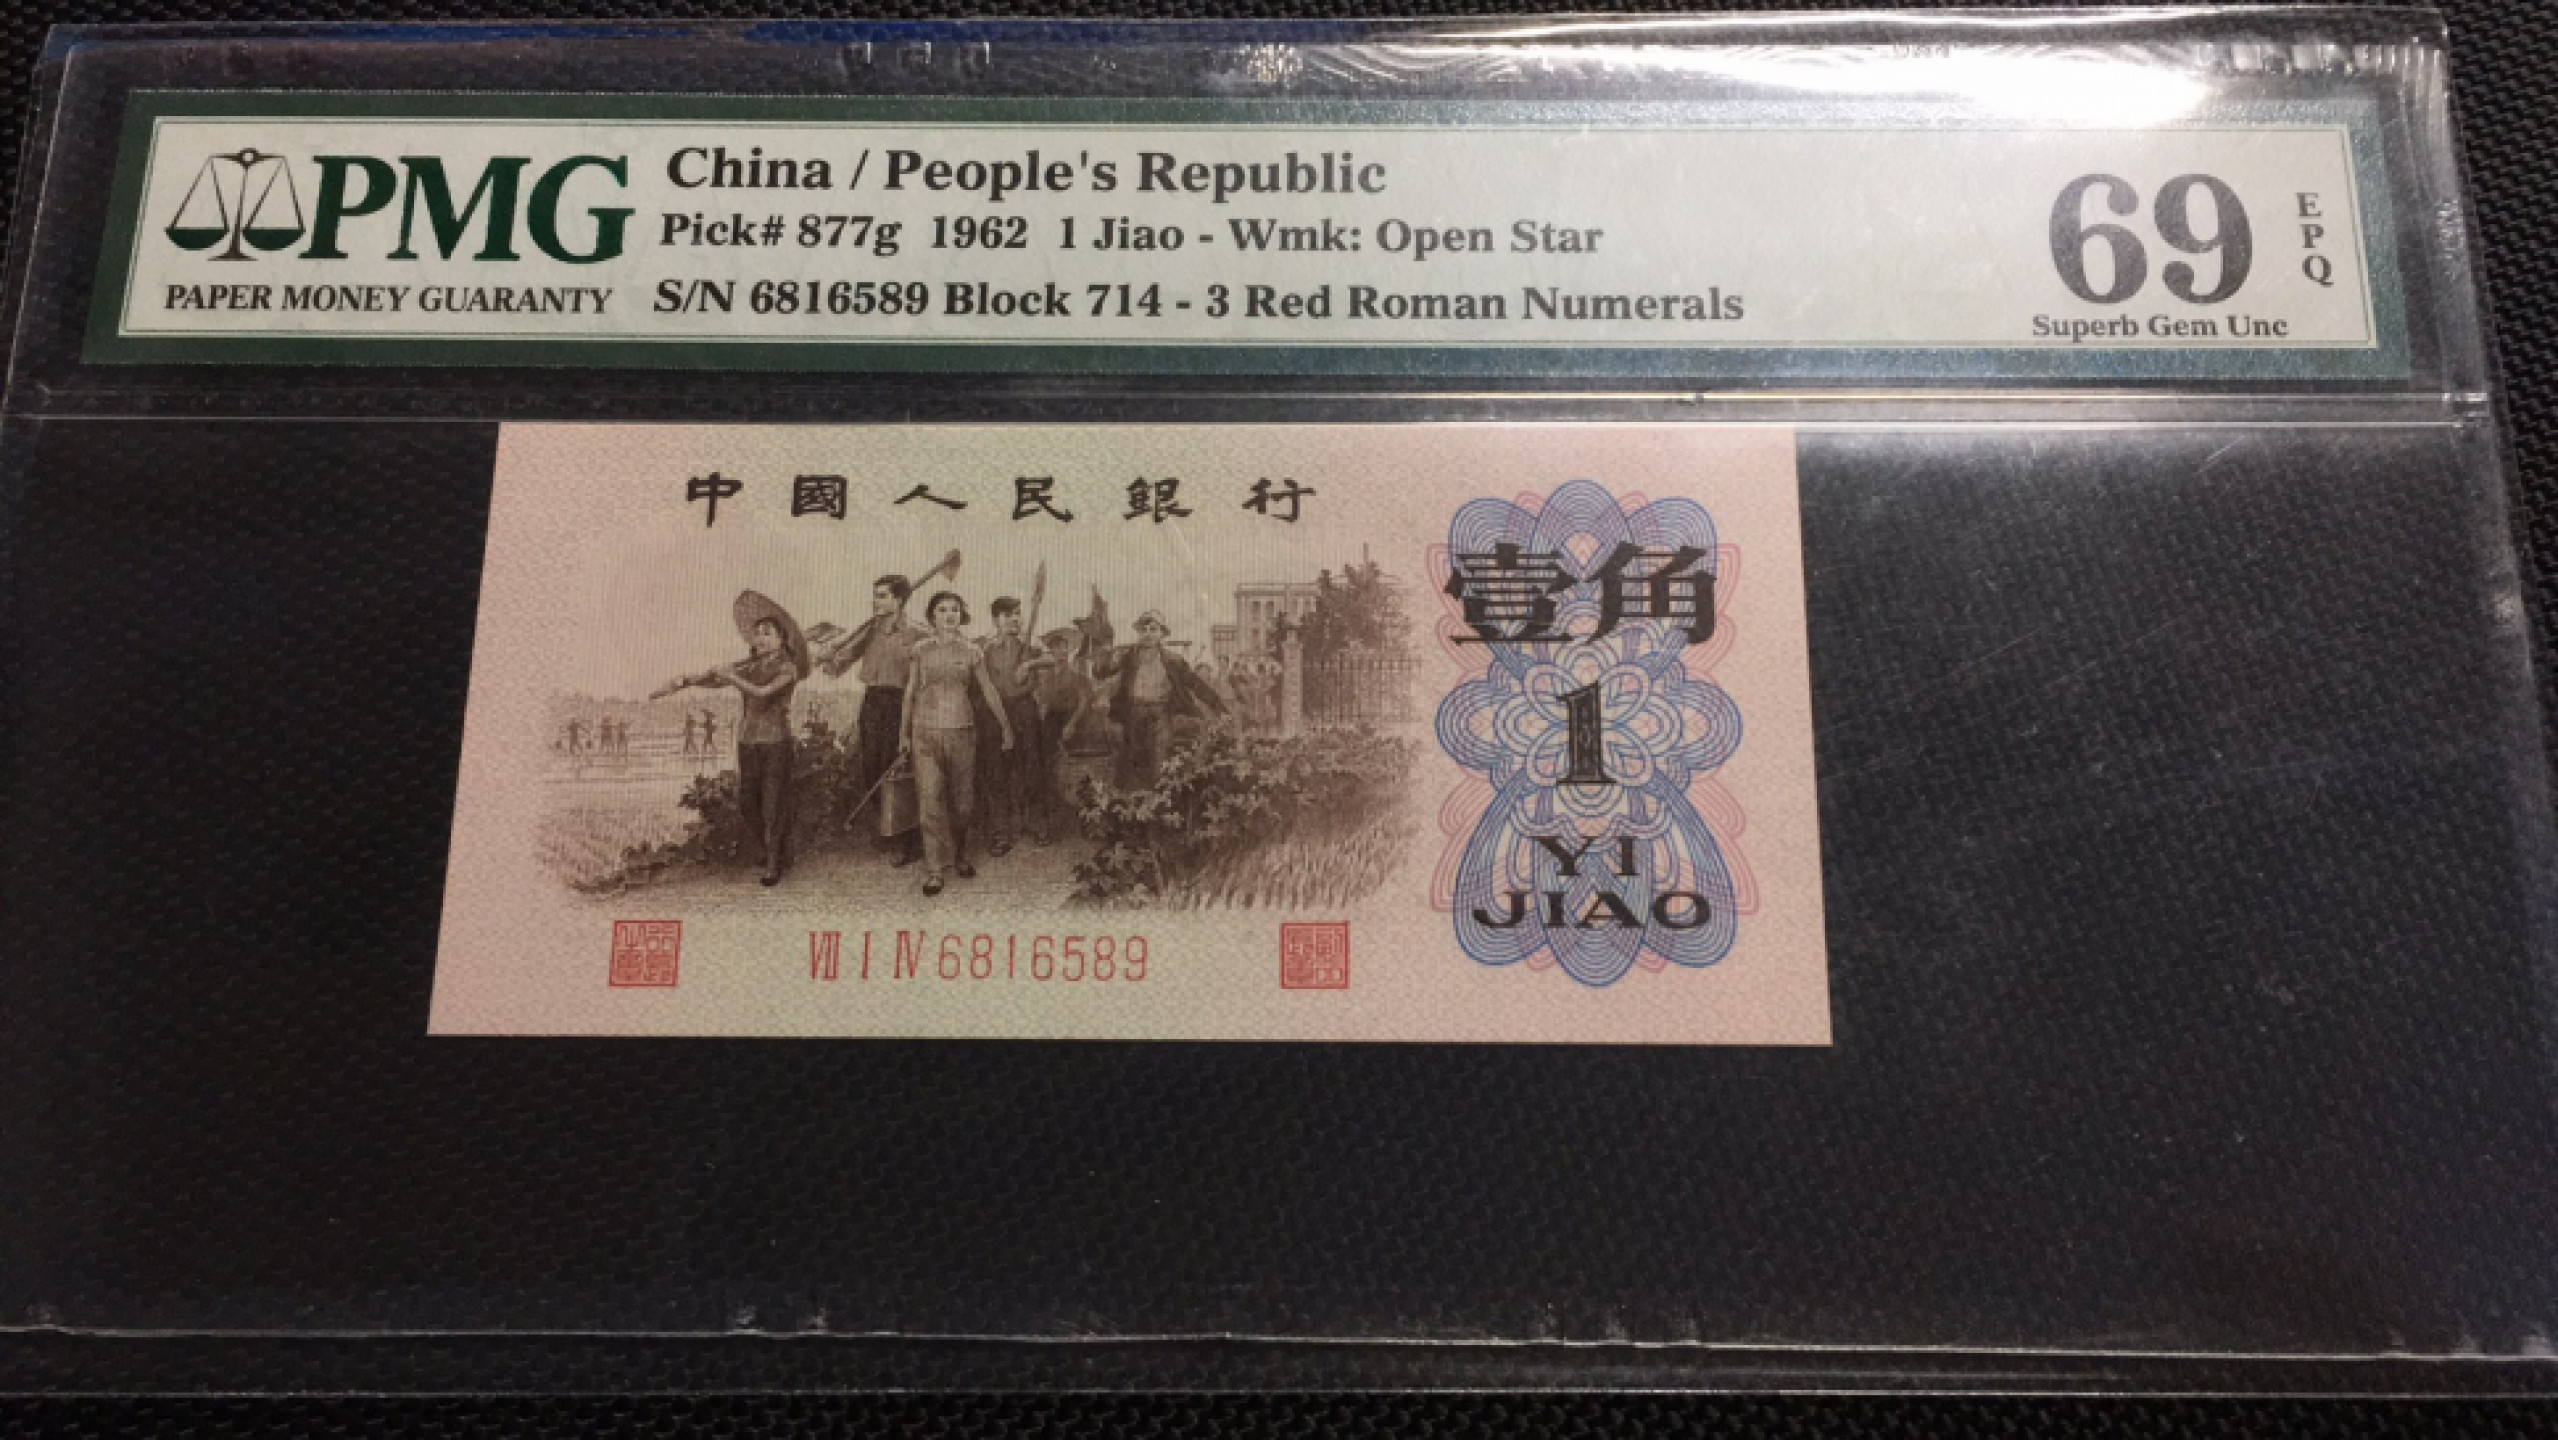 PMG
PAPER MONEY GUARANTY
China / People's Republic
Pick# 877g 1962 1 Jiao - Wmk: Open Star
S/N 6816589 Block 714 - 3 Red Roman Numerals
69
EPQ
Superb Gem Unc
中國人民銀行
壹角
1
YI
JIAO
VII I IV 6816589